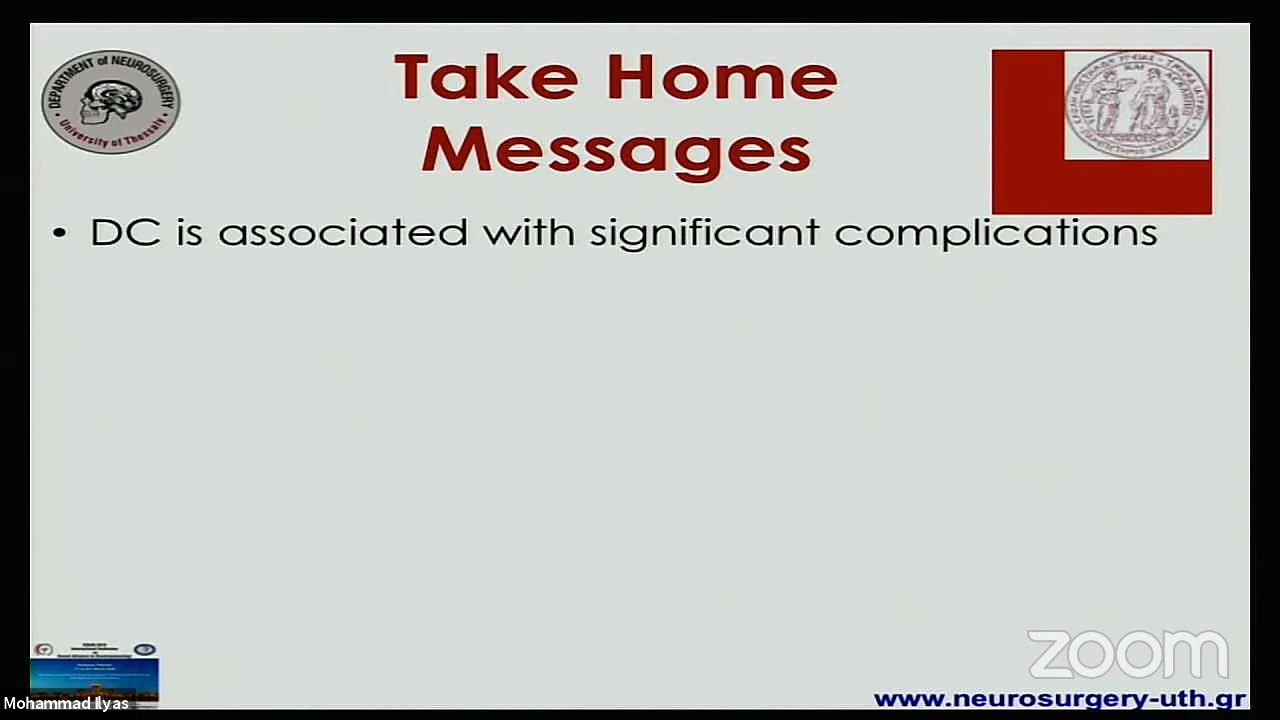 DEPARTMENT of NEUROSURGERY
University of Thessaly
Take Home
Messages
• DC is associated with significant complications
zoom
Mohammad Ilyas
www.neurosurgery-uth.gr